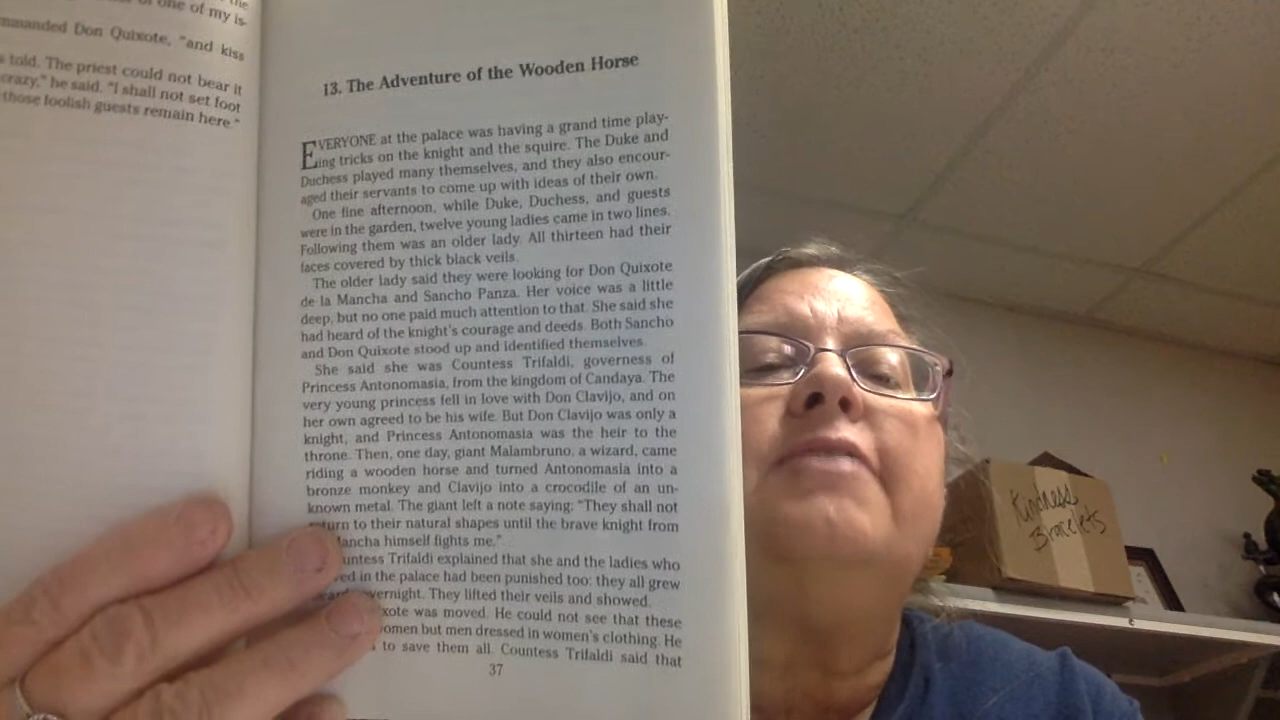 the
of one of my is-
mmanded Don Quixote, "and kiss
s told. The priest could not bear it
crazy," he said. "I shall not set foot
those foolish guests remain here."
13. The Adventure of the Wooden Horse
EVERYONE at the palace was having a grand time play-
ing tricks on the knight and the squire. The Duke and
Duchess played many themselves, and they also encour-
aged their servants to come up with ideas of their own.
One fine afternoon, while Duke, Duchess, and guests
were in the garden, twelve young ladies came in two lines.
Following them was an older lady. All thirteen had their
faces covered by thick black veils.
The older lady said they were looking for Don Quixote
de la Mancha and Sancho Panza. Her voice was a little
deep, but no one paid much attention to that. She said she
had heard of the knight's courage and deeds. Both Sancho
and Don Quixote stood up and identified themselves.
She said she was Countess Trifaldi, governess of
Princess Antonomasia, from the kingdom of Candaya. The
very young princess fell in love with Don Clavijo, and on
her own agreed to be his wife. But Don Clavijo was only a
knight, and Princess Antonomasia was the heir to the
throne. Then, one day, giant Malambruno, a wizard, came
riding a wooden horse and turned Antonomasia into a
bronze monkey and Clavijo into a crocodile of an un-
known metal. The giant left a note saying: "They shall not
return to their natural shapes until the brave knight from
Mancha himself fights me."
untess Trifaldi explained that she and the ladies who
ed in the palace had been punished too: they all grew
vernight. They lifted their veils and showed.
xote was moved. He could not see that these
omen but men dressed in women's clothing. He
to save them all. Countess Trifaldi said that
37
Kindness
Bracelets